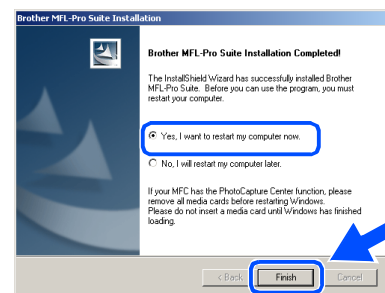 Brother MFL-Pro Suite Installation
Brother MFL-Pro Suite Installation Completed!
The InstallShield Wizard has successfully installed Brother
MFL-Pro Suite. Before you can use the program, you must
restart your computer.
Yes, I want to restart my computer now.
No, I will restart my computer later.
If your MFC has the PhotoCapture Center function, please
remove all media cards before restarting Windows.
Please do not insert a media card until Windows has finished
loading.
< Back Finish Cancel